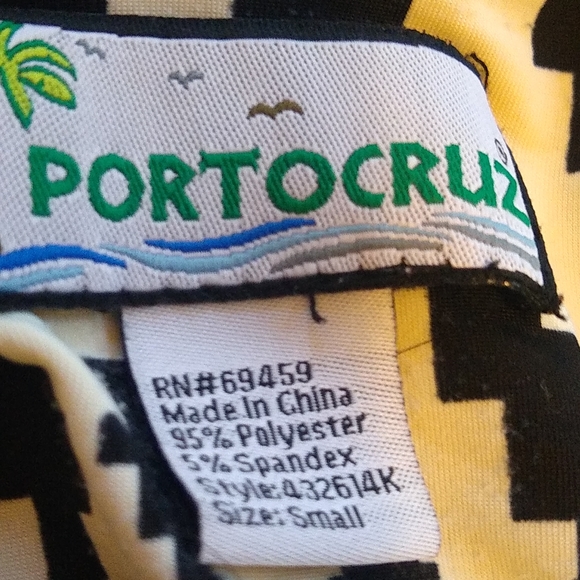 PORTOCRUZ®
RN#69459
Made In China
95% Polyester
5% Spandex
Style:432614K
Size: Small